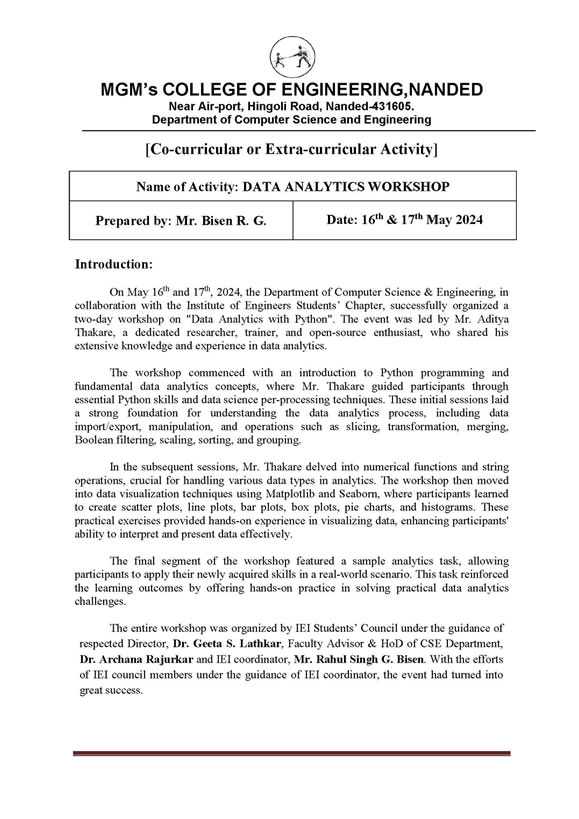 MGM's COLLEGE OF ENGINEERING,NANDED
Near Air-port, Hingoli Road, Nanded-431605.
Department of Computer Science and Engineering
[Co-curricular or Extra-curricular Activity]
Name of Activity: DATA ANALYTICS WORKSHOP
Prepared by: Mr. Bisen R. G.
Date: 16th & 17th May 2024
Introduction:
On May 16th and 17th, 2024, the Department of Computer Science & Engineering, in
collaboration with the Institute of Engineers Students' Chapter, successfully organized a
two-day workshop on "Data Analytics with Python". The event was led by Mr. Aditya
Thakare, a dedicated researcher, trainer, and open-source enthusiast, who shared his
extensive knowledge and experience in data analytics.
The workshop commenced with an introduction to Python programming and
fundamental data analytics concepts, where Mr. Thakare guided participants through
essential Python skills and data science per-processing techniques. These initial sessions laid
a strong foundation for understanding the data analytics process, including data
import/export, manipulation, and operations such as slicing, transformation, merging,
Boolean filtering, scaling, sorting, and grouping.
In the subsequent sessions, Mr. Thakare delved into numerical functions and string
operations, crucial for handling various data types in analytics. The workshop then moved
into data visualization techniques using Matplotlib and Seaborn, where participants learned
to create scatter plots, line plots, bar plots, box plots, pie charts, and histograms. These
practical exercises provided hands-on experience in visualizing data, enhancing participants'
ability to interpret and present data effectively.
The final segment of the workshop featured a sample analytics task, allowing
participants to apply their newly acquired skills in a real-world scenario. This task reinforced
the learning outcomes by offering hands-on practice in solving practical data analytics
challenges.
The entire workshop was organized by IEI Students' Council under the guidance of
respected Director, Dr. Geeta S. Lathkar, Faculty Advisor & HoD of CSE Department,
Dr. Archana Rajurkar and IEI coordinator, Mr. Rahul Singh G. Bisen. With the efforts
of IEI council members under the guidance of IEI coordinator, the event had turned into
great success.